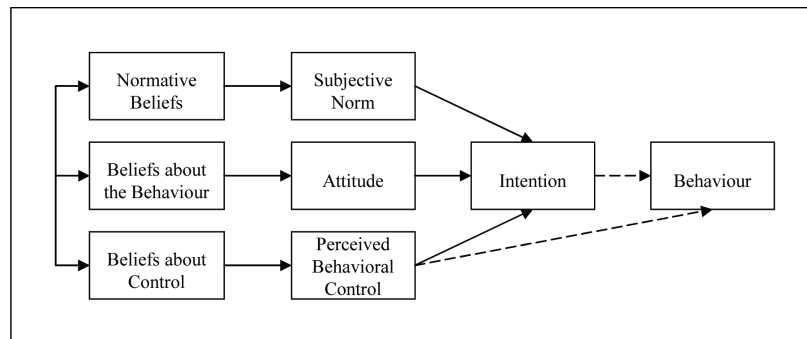 Normative
Beliefs
Subjective
Norm
Beliefs about
the Behaviour
Attitude
Intention
Behaviour
Beliefs about
Control
Perceived
Behavioral
Control